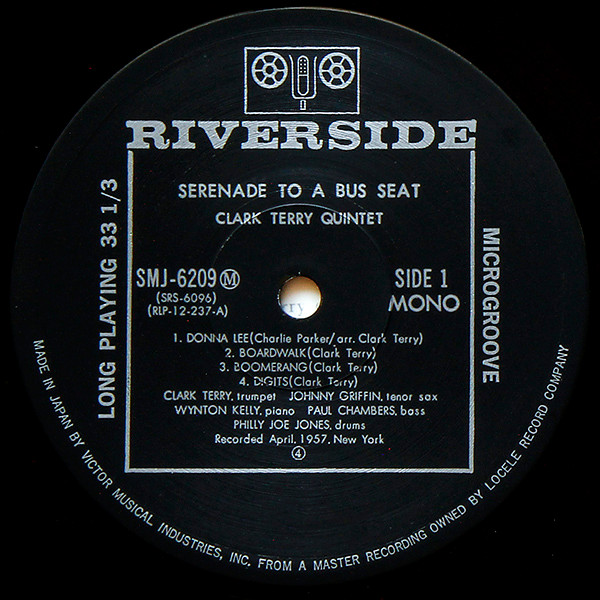 RIVERSIDE
SERENADE TO A BUS SEAT
CLARK TERRY QUINTET
LONG PLAYING 33 1/3
MICROGROOVE
SMJ-6209 Ⓜ
(SRS-6096)
(RLP-12-237-A)
SIDE 1
MONO
1. DONNA LEE(Charlie Parker/arr. Clark Terry)
2. BOARDWALK(Clark Terry)
3. BOOMERANG(Clark Terry)
4. DIGITS(Clark Terry)
CLARK TERRY, trumpet JOHNNY GRIFFIN, tenor sax
WYNTON KELLY, piano PAUL CHAMBERS, bass
PHILLY JOE JONES, drums
Recorded April, 1957, New York
④
MADE IN JAPAN BY VICTOR MUSICAL INDUSTRIES, INC. FROM A MASTER RECORDING OWNED BY LOCELE RECORD COMPANY